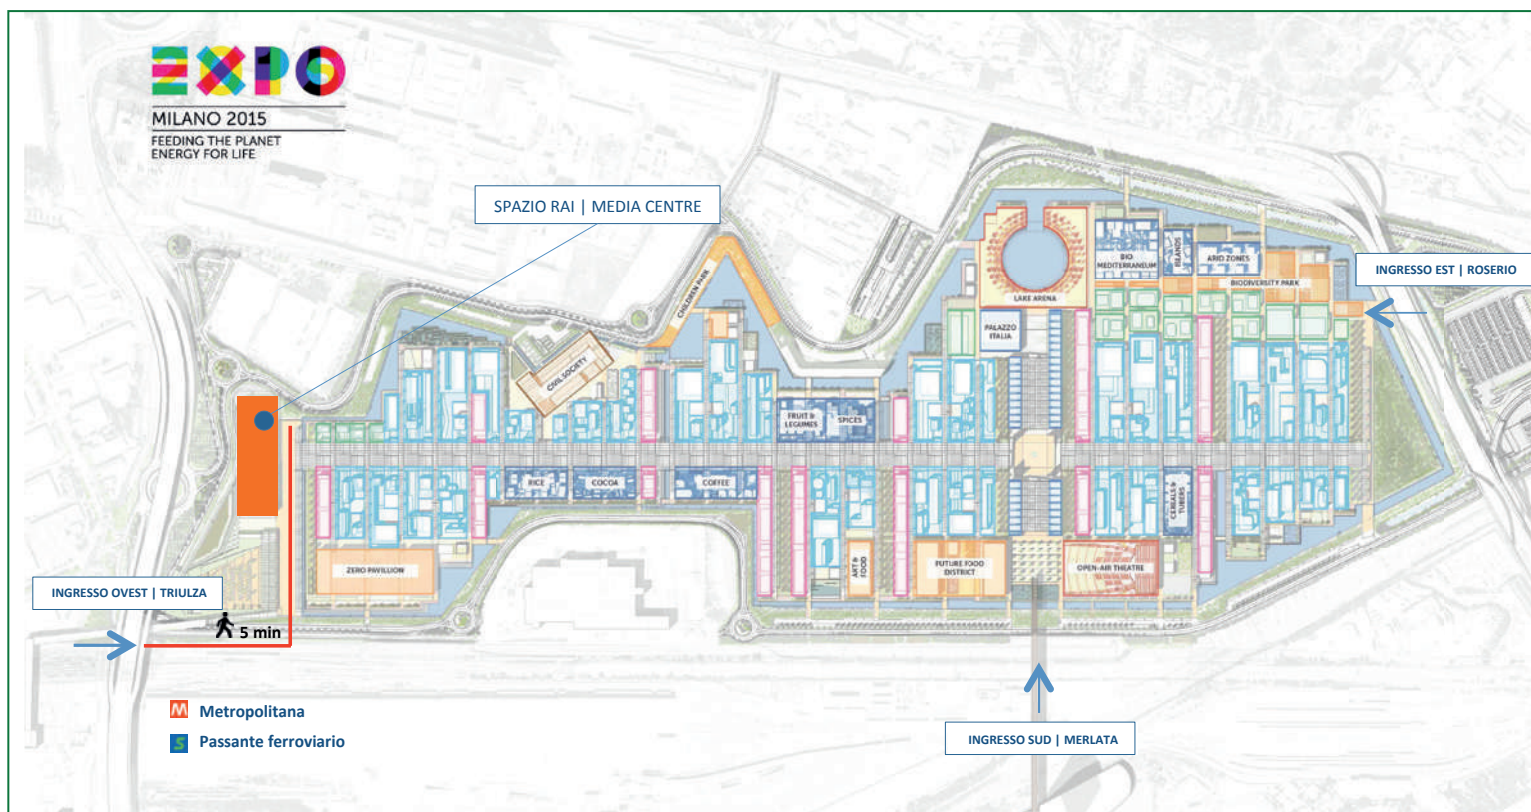 EXPO
MILANO 2015
FEEDING THE PLANET
ENERGY FOR LIFE
SPAZIO RAI | MEDIA CENTRE
CHILDREN PARK
LAKE ARENA
BIO
MEDITERRANEUM
ISLANDS
ARID ZONES
BIODIVERSITY PARK
INGRESSO EST | ROSERIO
PALAZZO
ITALIA
CIVIL SOCIETY
FRUIT &
LEGUMES
SPICES
RICE
COCOA
COFFEE
CEREALS &
TUBERS
ZERO PAVILLION
ART &
FOOD
FUTURE FOOD
DISTRICT
OPEN-AIR THEATRE
INGRESSO OVEST | TRIULZA
5 min
M Metropolitana
S Passante ferroviario
INGRESSO SUD | MERLATA